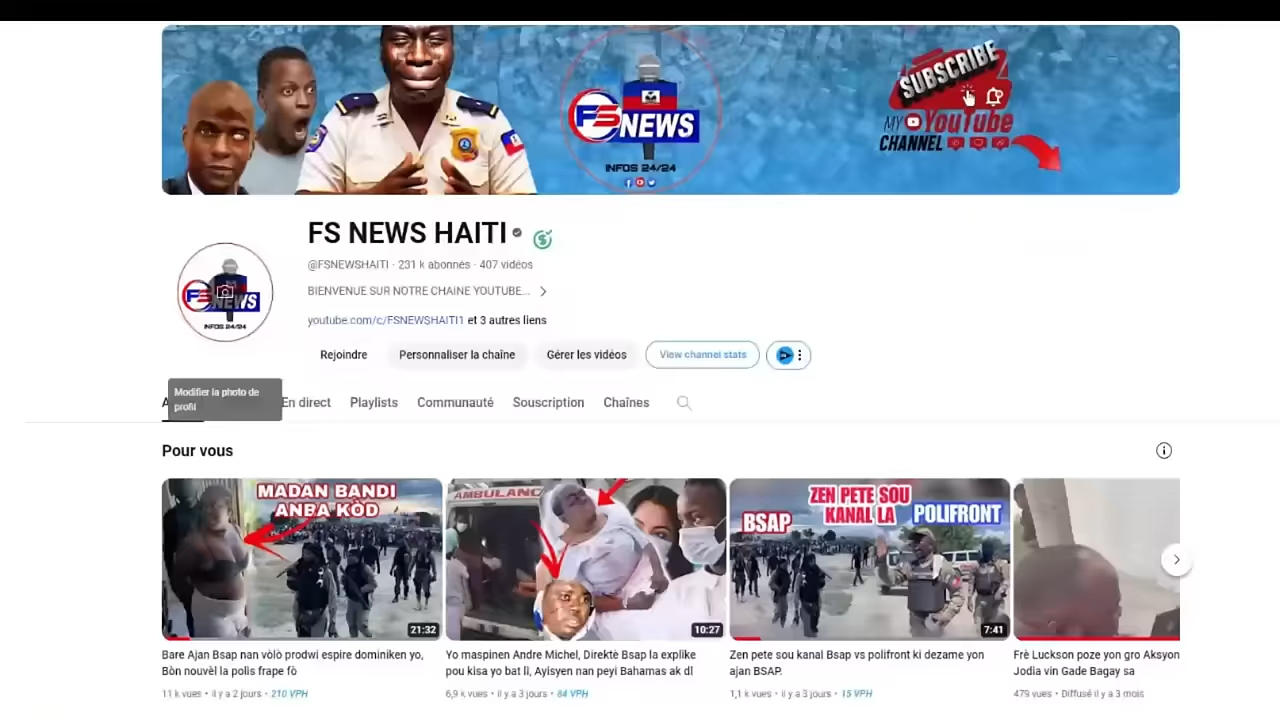 SUBSCRIBE
MY YouTube
CHANNEL
FS NEWS
INFOS 24/24
FS NEWS HAITI
@FSNEWSHAITI · 231 k abonnés · 407 vidéos
BIENVENUE SUR NOTRE CHAINE YOUTUBE...
youtube.com/c/FSNEWSHAITI1 et 3 autres liens
FS NEWS
INFOS 24/24
Rejoindre
Personnaliser la chaîne
Gérer les vidéos
View channel stats
Modifier la photo de
profil
En direct
Playlists
Communauté
Souscription
Chaînes
Pour vous
MADAN BANDI
ANBA KÒD
21:32
AMBULANC
10:27
ZEN PETE SOU
KANAL LA
BSAP
POLIFRONT
7:41
Bare Ajan Bsap nan vòlò prodwi espire dominiken yo,
Bòn nouvèl la polis frape fò
11 k vues • il y a 2 jours • 210 VPH
Yo maspinen Andre Michel, Direktè Bsap la explike
pou kisa yo bat li, Ayisyen nan peyi Bahamas ak dl
6,9 k vues • il y a 3 jours • 84 VPH
Zen pete sou kanal Bsap vs polifront ki dezame yon
ajan BSAP.
1,1 k vues • il y a 3 jours • 15 VPH
Frè Luckson poze yon gro Aksyon
Jodia vin Gade Bagay sa
479 vues • Diffusé il y a 3 mois